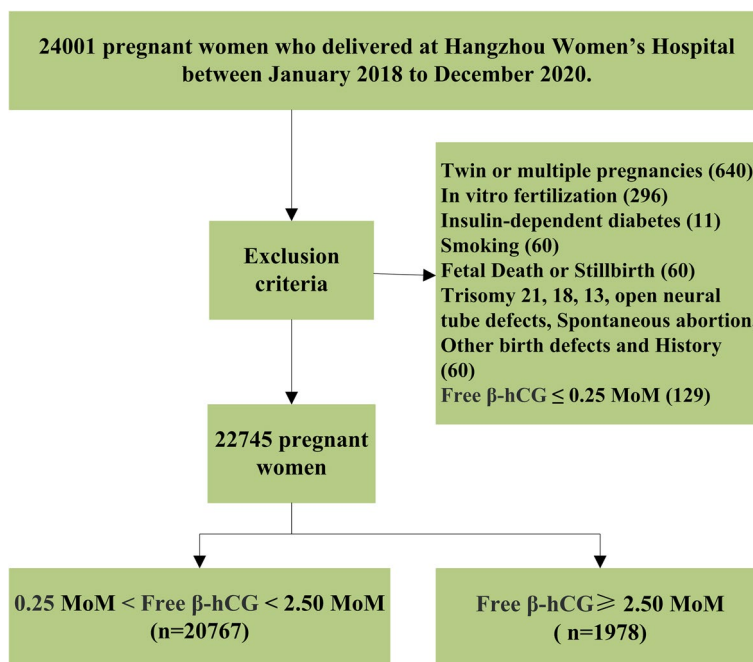 24001 pregnant women who delivered at Hangzhou Women's Hospital
between January 2018 to December 2020.
Twin or multiple pregnancies (640)
In vitro fertilization (296)
Insulin-dependent diabetes (11)
Smoking (60)
Fetal Death or Stillbirth (60)
Trisomy 21, 18, 13, open neural
tube defects, Spontaneous abortion
Other birth defects and History
(60)
Free β-hCG ≤ 0.25 MoM (129)
Exclusion
criteria
22745 pregnant
women
0.25 MoM < Free β-hCG < 2.50 MoM
(n=20767)
Free β-hCG≥ 2.50 MoM
( n=1978)